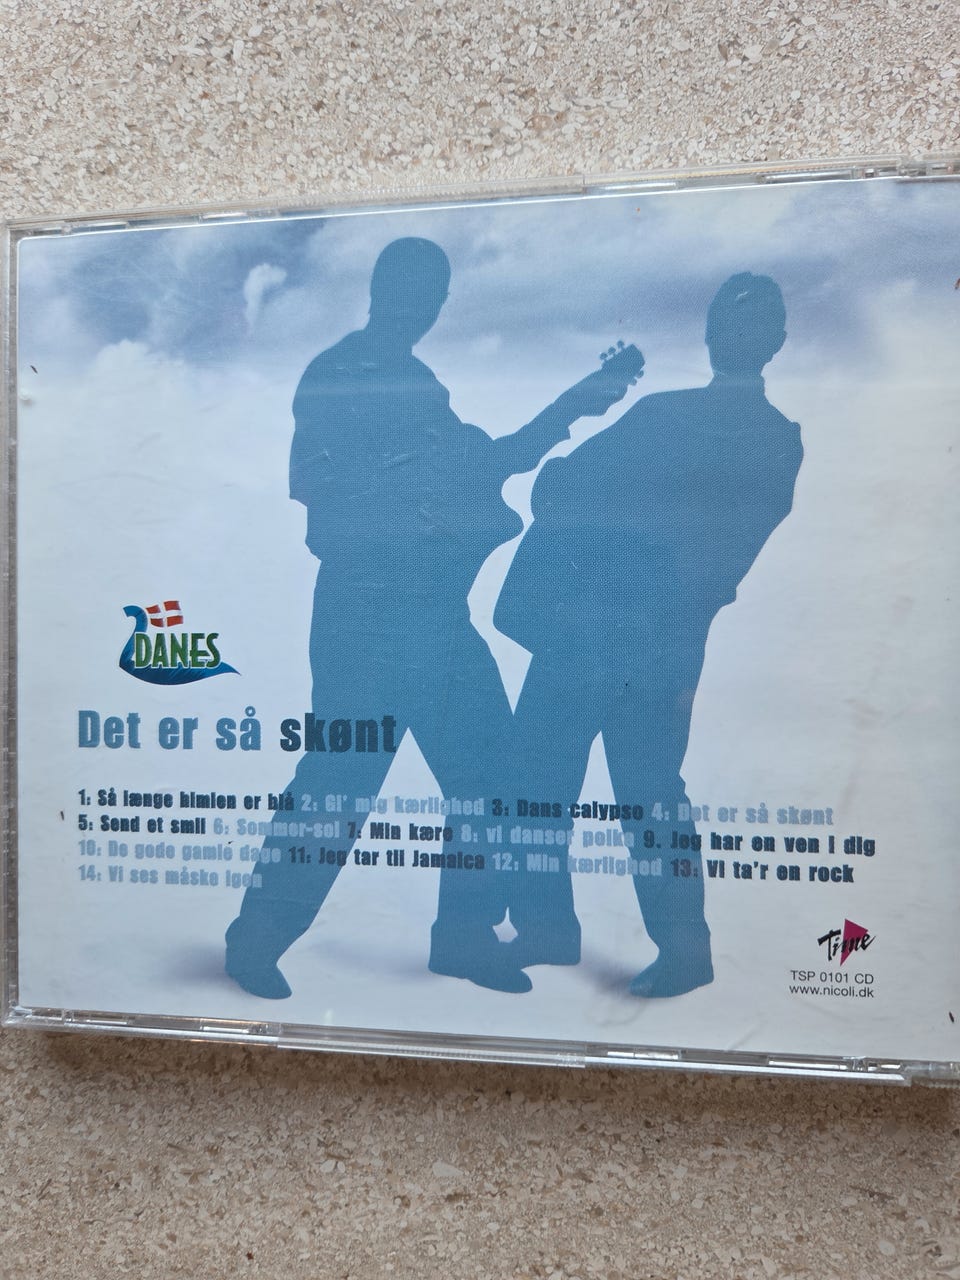 DANES
Det er så skønt
1: Så længe himlen er blå 2: Gi' mig kærlighed 3: Dans calypso 4: Det er så skønt
5: Send et smil 6: Sommer-sol 7: Min kære 8: vi danser polka 9. Jeg har en ven i dig
10: De gode gamle dage 11: Jeg tar til Jamaica 12: Min kærlighed 13: Vi ta'r en rock
14: Vi ses måske igen
Time
TSP 0101 CD
www.nicoli.dk